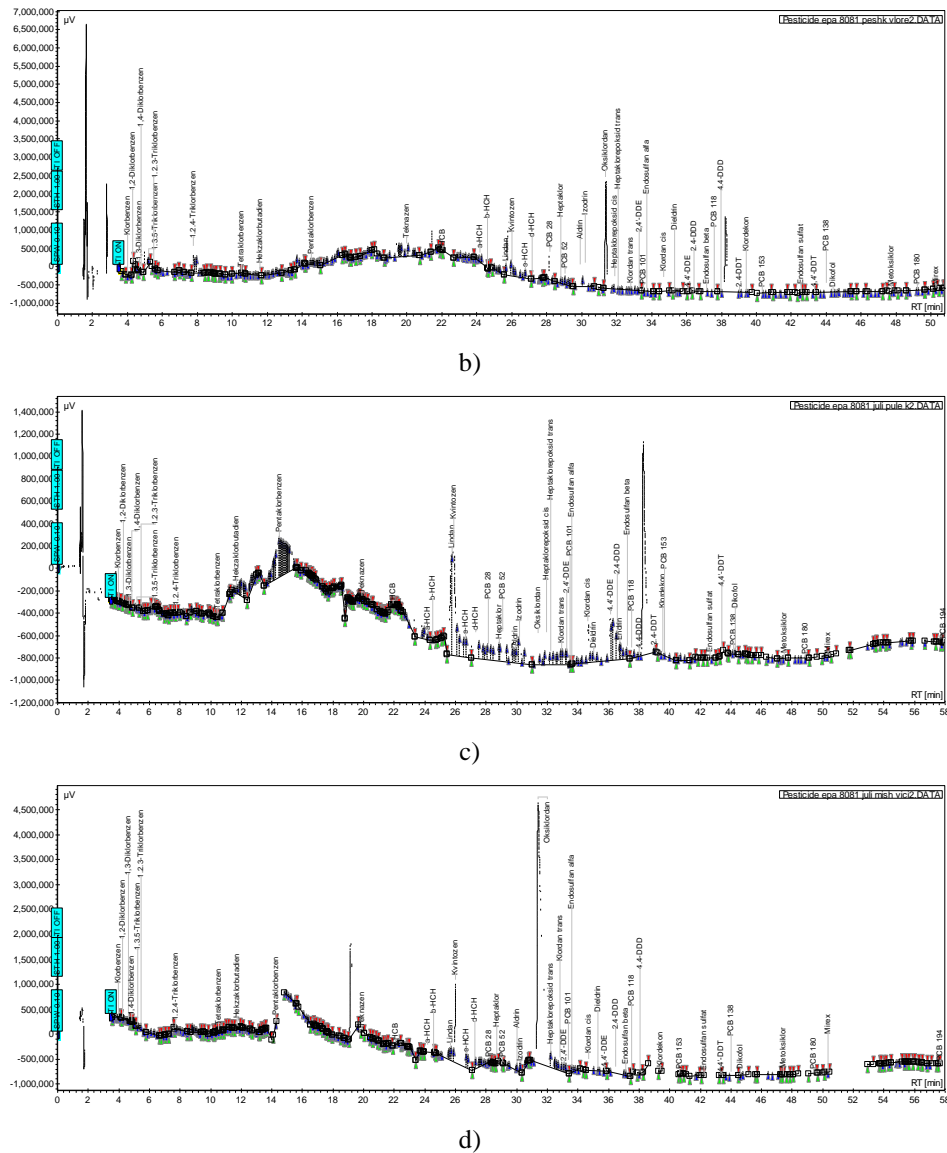 7,000,000
µV
Pesticide epa 8081 peshk vlore2.DATA
6,500,000
6,000,000
5,500,000
5,000,000
4,500,000
4,000,000
3,500,000
3,000,000
2,500,000
2,000,000
1,500,000
1,000,000
500,000
0
-500,000
-1,000,000
TI ON
Klorbenzen
1,2-Diklorbenzen
1,4-Diklorbenzen
1.3.5-Triklorbenzen
1.2.3-Triklorbenzen
1.2.4-Triklorbenzen
Tetraklorbenzen
Hekzaklorbutadien
Pentaklorbenzen
Teknazen
a-HCH
b-HCH
Lindan
Kvintozen
d-HCH
PCB 28
Heptaklor
PCB 52
Aldrin
Izodrin
Oksiklordan
Heptaklorepoksid cis
Heptaklorepoksid trans
Klordan trans
2,4'-DDE
PCB 101
Endosulfan alfa
Klordan cis
Dieldrin
2.4-DDD
Endosulfan beta
PCB 118
4.4-DDD
2.4-DDT
Klordekon
PCB 153
Endosulfan sulfat
4,4'-DDT
PCB 138
Dikofol
Metoksiklor
PCB 180
Mirex
RT [min]
0 2 4 6 8 10 12 14 16 18 20 22 24 26 28 30 32 34 36 38 40 42 44 46 48 50
b)
1,400,000
µV
Pesticide epa 8081 juli pule k2.DATA
1,200,000
1,000,000
800,000
600,000
400,000
200,000
0
-200,000
-400,000
-600,000
-800,000
-1,000,000
-1,200,000
TI ON
Klorbenzen
1,2-Diklorbenzen
1,3-Diklorbenzen
1,4-Diklorbenzen
1.3.5-Triklorbenzen
1.2.3-Triklorbenzen
1.2.4-Triklorbenzen
Tetraklorbenzen
Hekzaklorbutadien
Pentaklorbenzen
Teknazen
HCB
a-HCH
b-HCH
Lindan
Kvintozen
d-HCH
PCB 28
Heptaklor
PCB 52
Izodrin
Oksiklordan
Heptaklorepoksid cis
Heptaklorepoksid trans
Klordan trans
2,4'-DDE
PCB 101
Endosulfan alfa
Klordan cis
Dieldrin
4,4'-DDE
2.4-DDD
Endrin
Endosulfan beta
PCB 118
4.4-DDD
2.4-DDT
Klordekon
PCB 153
Endosulfan sulfat
4,4'-DDT
PCB 138
Dikofol
Metoksiklor
PCB 180
Mirex
PCB 194
RT [min]
0 2 4 6 8 10 12 14 16 18 20 22 24 26 28 30 32 34 36 38 40 42 44 46 48 50 52 54 56 58
c)
µV
Pesticide epa 8081 juli mish vici2.DATA
4,500,000
4,000,000
3,500,000
3,000,000
2,500,000
2,000,000
1,500,000
1,000,000
500,000
0
-500,000
-1,000,000
TI ON
Klorbenzen
1,2-Diklorbenzen
1,3-Diklorbenzen
1,4-Diklorbenzen
1.3.5-Triklorbenzen
1.2.3-Triklorbenzen
1.2.4-Triklorbenzen
Tetraklorbenzen
Hekzaklorbutadien
Pentaklorbenzen
Teknazen
HCB
a-HCH
b-HCH
Lindan
Kvintozen
d-HCH
PCB 28
PCB 52
Aldrin
Izodrin
Oksiklordan
Heptaklorepoksid trans
Klordan trans
2,4'-DDE
PCB 101
Endosulfan alfa
Klordan cis
Dieldrin
4,4'-DDE
2.4-DDD
Endosulfan beta
PCB 118
4.4-DDD
Klordekon
PCB 153
Endosulfan sulfat
4,4'-DDT
PCB 138
Dikofol
Metoksiklor
PCB 180
Mirex
PCB 194
RT [min]
0 2 4 6 8 10 12 14 16 18 20 22 24 26 28 30 32 34 36 38 40 42 44 46 48 50 52 54 56
d)